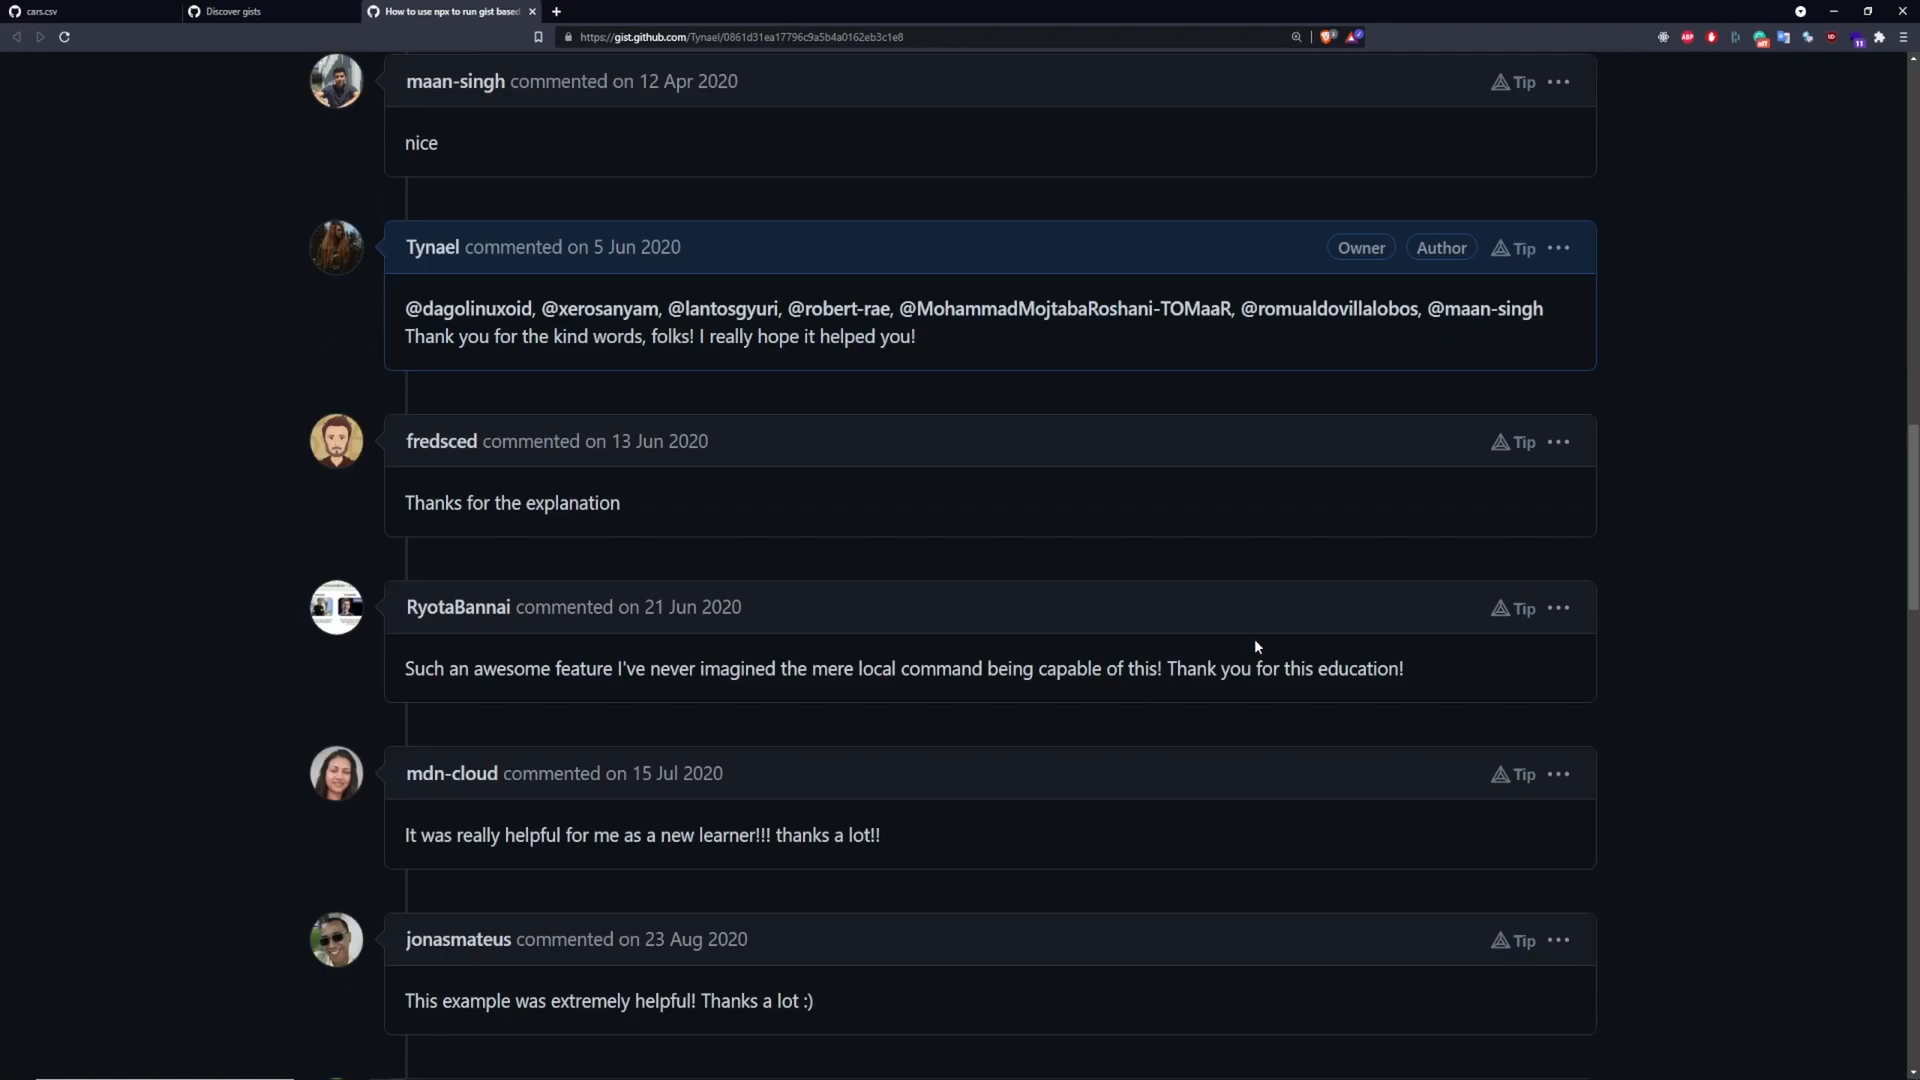 cars.csv
Discover gists
How to use npx to run gist based
https://gist.github.com/Tynael/0861d31ea17796c9a5b4a0162eb3c1e8
maan-singh commented on 12 Apr 2020
Tip
nice
Tynael commented on 5 Jun 2020
Owner
Author
Tip
@dagolinuxoid, @xerosanyam, @lantosgyuri, @robert-rae, @MohammadMojtabaRoshani-TOMaaR, @romualdovillalobos, @maan-singh
Thank you for the kind words, folks! I really hope it helped you!
fredsced commented on 13 Jun 2020
Tip
Thanks for the explanation
RyotaBannai commented on 21 Jun 2020
Tip
Such an awesome feature I've never imagined the mere local command being capable of this! Thank you for this education!
mdn-cloud commented on 15 Jul 2020
Tip
It was really helpful for me as a new learner!!! thanks a lot!!
jonasmateus commented on 23 Aug 2020
Tip
This example was extremely helpful! Thanks a lot :)